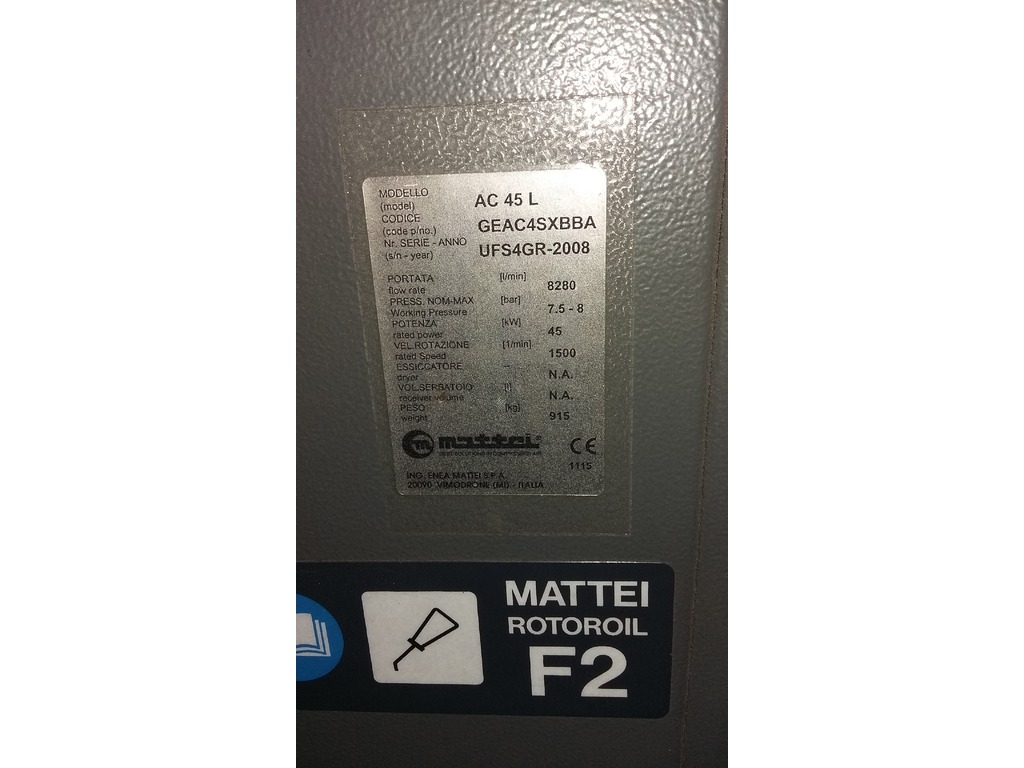 MODELLO
(model) AC 45 L
CODICE
(code p/no.) GEAC4SXBBA
Nr. SERIE - ANNO
(s/n - year) UFS4GR-2008
PORTATA [l/min]
flow rate 8280
PRESS. NOM-MAX [bar]
Working Pressure 7.5 - 8
POTENZA [kW]
rated power 45
VEL.ROTAZIONE [1/min]
rated Speed 1500
ESSICCATORE --
dryer N.A.
VOL.SERBATOIO [l]
receiver volume N.A.
PESO [kg]
weight 915
mattei CE
1115
ING. ENEA MATTEI S.P.A.
20090 VIMODRONE (MI) - ITALIA
MATTEI
ROTOROIL
F2